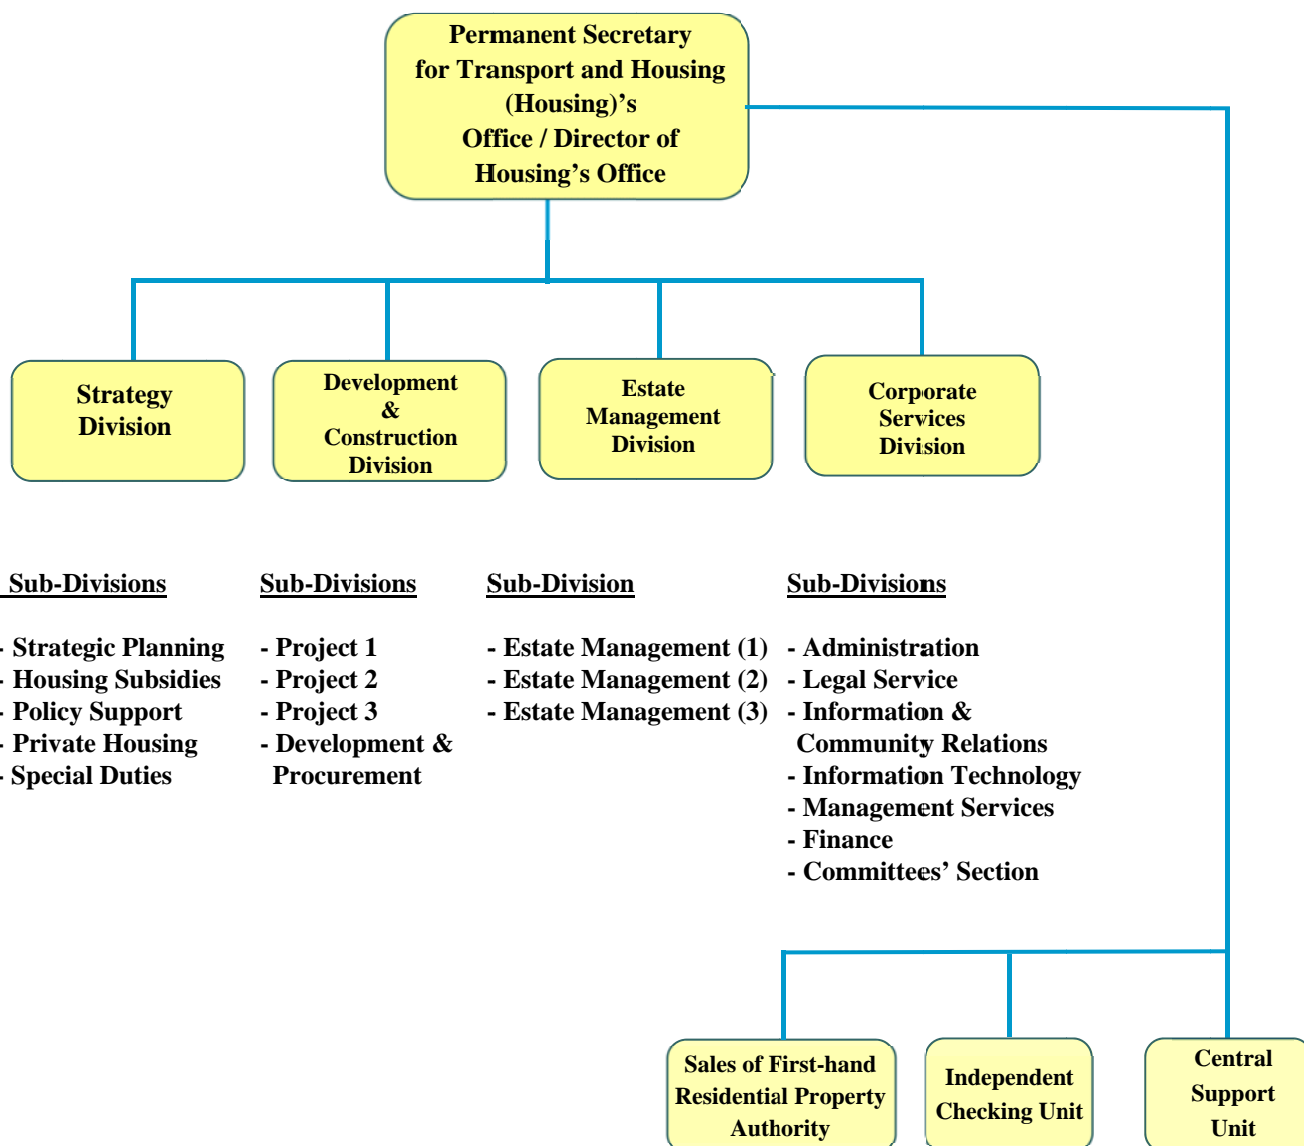 Permanent Secretary
for Transport and Housing
(Housing)’s
Office / Director of
Housing’s Office
Strategy
Division
Development
&
Construction
Division
Estate
Management
Division
Corporate
Services
Division
Sub-Divisions
- Strategic Planning
- Housing Subsidies
- Policy Support
- Private Housing
- Special Duties
Sub-Divisions
- Project 1
- Project 2
- Project 3
- Development &
Procurement
Sub-Division
- Estate Management (1)
- Estate Management (2)
- Estate Management (3)
Sub-Divisions
- Administration
- Legal Service
- Information &
Community Relations
- Information Technology
- Management Services
- Finance
- Committees’ Section
Sales of First-hand
Residential Property
Authority
Independent
Checking Unit
Central
Support
Unit